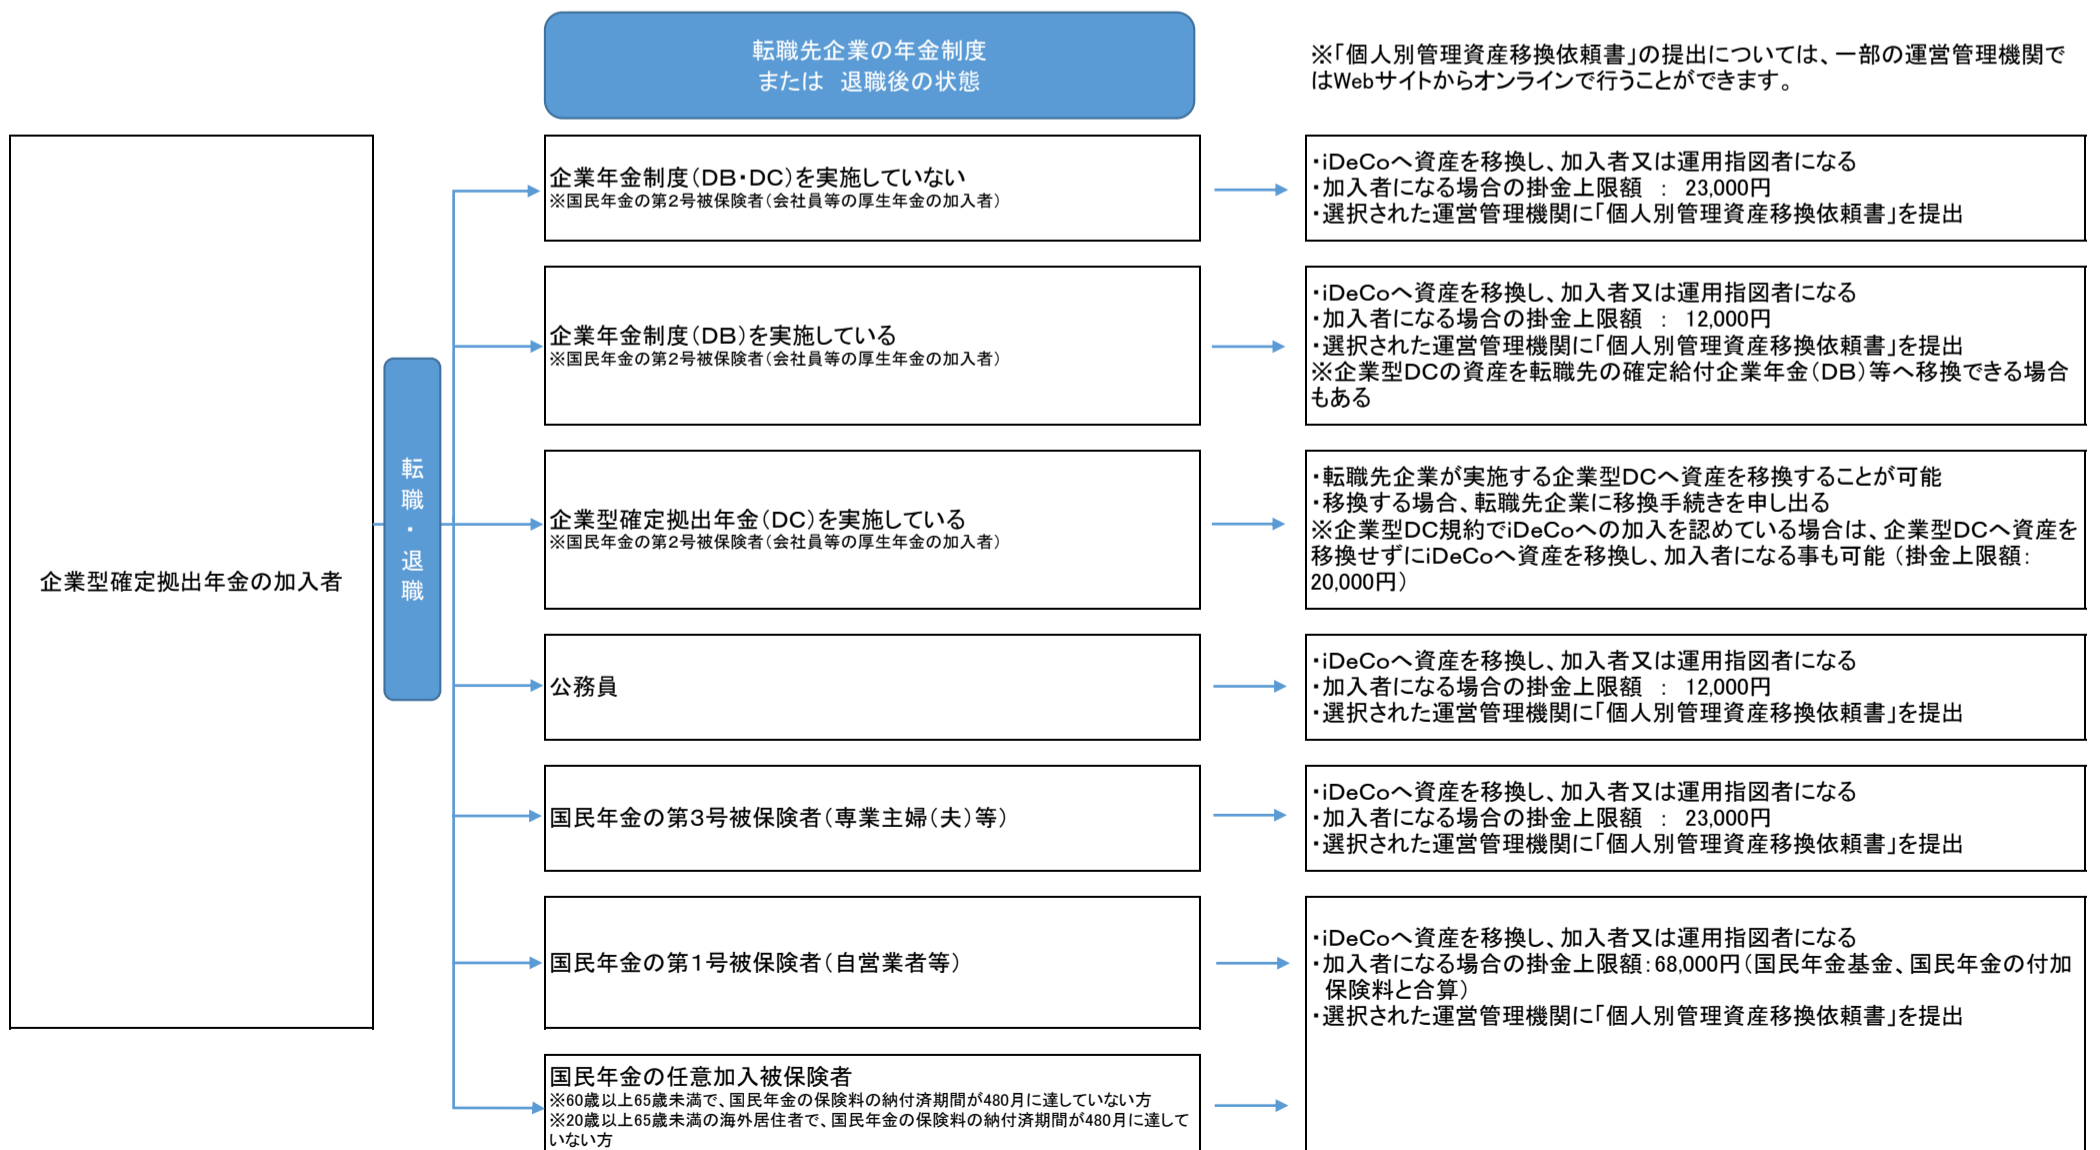 転職先企業の年金制度
または 退職後の状態
※「個人別管理資産移換依頼書」の提出については、一部の運営管理機関で
はWebサイトからオンラインで行うことができます。
企業型確定拠出年金の加入者
転職・退職
企業年金制度(DB・DC)を実施していない
※国民年金の第2号被保険者(会社員等の厚生年金の加入者)
・iDeCoへ資産を移換し、加入者又は運用指図者になる
・加入者になる場合の掛金上限額 : 23,000円
・選択された運営管理機関に「個人別管理資産移換依頼書」を提出
企業年金制度(DB)を実施している
※国民年金の第2号被保険者(会社員等の厚生年金の加入者)
・iDeCoへ資産を移換し、加入者又は運用指図者になる
・加入者になる場合の掛金上限額 : 12,000円
・選択された運営管理機関に「個人別管理資産移換依頼書」を提出
※企業型DCの資産を転職先の確定給付企業年金(DB)等へ移換できる場合
もある
企業型確定拠出年金(DC)を実施している
※国民年金の第2号被保険者(会社員等の厚生年金の加入者)
・転職先企業が実施する企業型DCへ資産を移換することが可能
・移換する場合、転職先企業に移換手続きを申し出る
※企業型DC規約でiDeCoへの加入を認めている場合は、企業型DCへ資産を
移換せずにiDeCoへ資産を移換し、加入者になる事も可能(掛金上限額:
20,000円)
公務員
・iDeCoへ資産を移換し、加入者又は運用指図者になる
・加入者になる場合の掛金上限額 : 12,000円
・選択された運営管理機関に「個人別管理資産移換依頼書」を提出
国民年金の第3号被保険者(専業主婦(夫)等)
・iDeCoへ資産を移換し、加入者又は運用指図者になる
・加入者になる場合の掛金上限額 : 23,000円
・選択された運営管理機関に「個人別管理資産移換依頼書」を提出
国民年金の第1号被保険者(自営業者等)
・iDeCoへ資産を移換し、加入者又は運用指図者になる
・加入者になる場合の掛金上限額:68,000円(国民年金基金、国民年金の付加
保険料と合算)
・選択された運営管理機関に「個人別管理資産移換依頼書」を提出
国民年金の任意加入被保険者
※60歳以上65歳未満で、国民年金の保険料の納付済期間が480月に達していない方
※20歳以上65歳未満の海外居住者で、国民年金の保険料の納付済期間が480月に達して
いない方